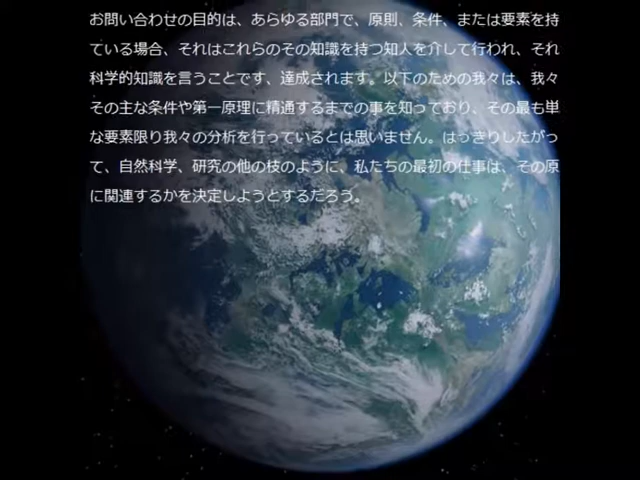 お問い合わせの目的は、あらゆる部門で、原則、条件、または要素を持
ている場合、それはこれらのその知識を持つ知人を介して行われ、それ
科学的知識を言うことです、達成されます。以下のための我々は、我々
その主な条件や第一原理に精通するまでの事を知っており、その最も単
な要素限り我々の分析を行っているとは思いません。はっきりしたがっ
て、自然科学、研究の他の枝のように、私たちの最初の仕事は、その原
に関連するかを決定しようとするだろう。